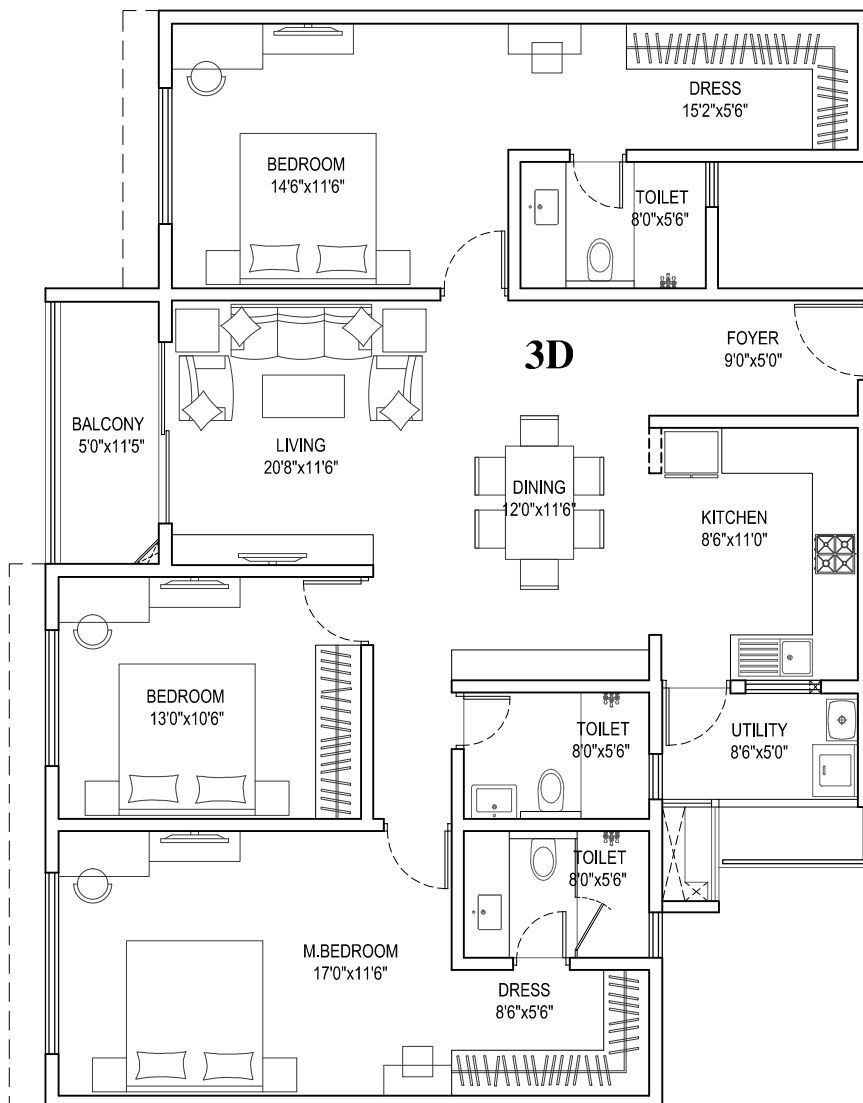 DRESS
15'2"x5'6"
BEDROOM
14'6"x11'6"
TOILET
8'0"x5'6"
3D
FOYER
9'0"x5'0"
BALCONY
5'0"x11'5"
LIVING
20'8"x11'6"
DINING
12'0"x11'6"
KITCHEN
8'6"x11'0"
BEDROOM
13'0"x10'6"
TOILET
8'0"x5'6"
UTILITY
8'6"x5'0"
TOILET
8'0"x5'6"
M.BEDROOM
17'0"x11'6"
DRESS
8'6"x5'6"